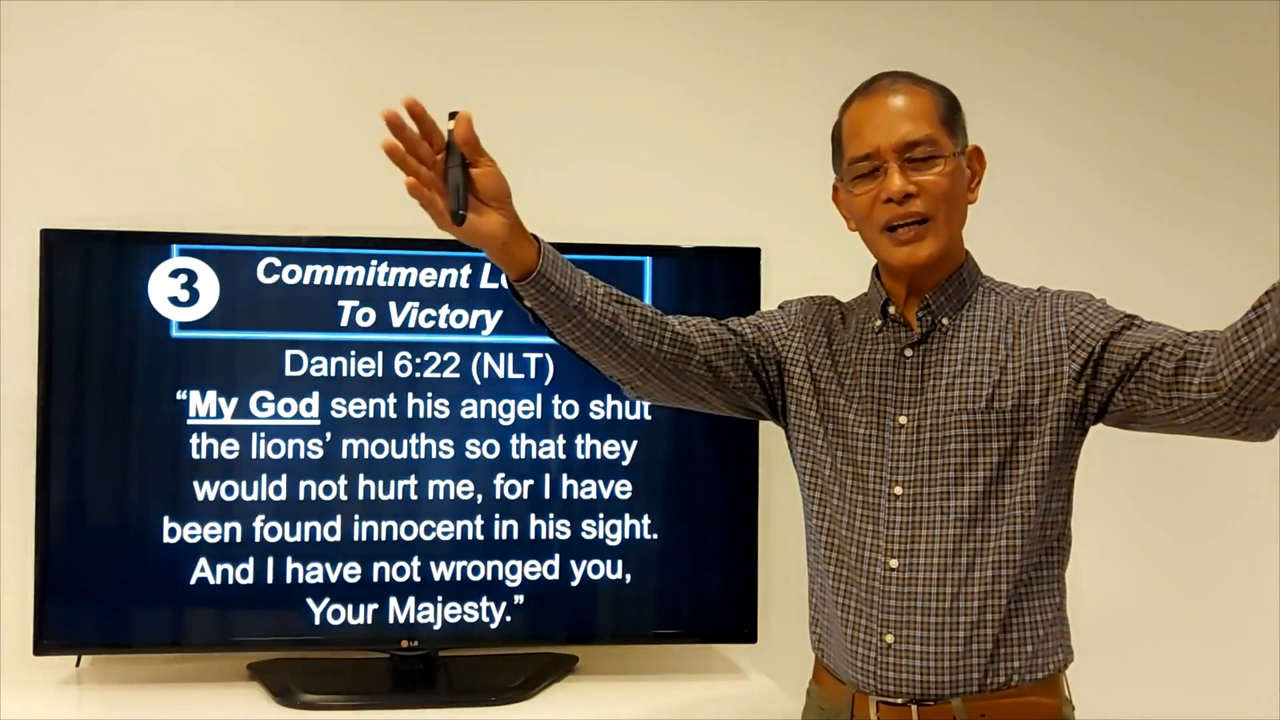 3
Commitment
To Victory
Daniel 6:22 (NLT)
“My God sent his angel to shut
the lions’ mouths so that they
would not hurt me, for I have
been found innocent in his sight.
And I have not wronged you,
Your Majesty.”
LG